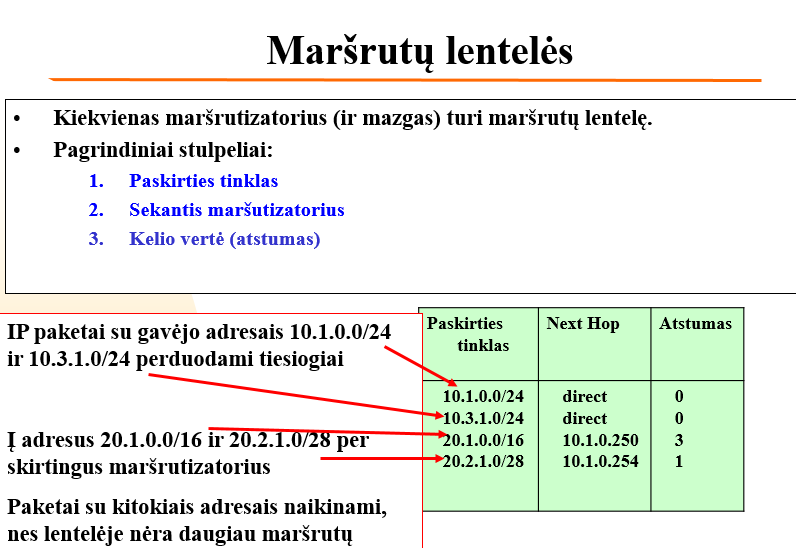 Maršrutų lentelės
• Kiekvienas maršrutizatorius (ir mazgas) turi maršrutų lentelę.
• Pagrindiniai stulpeliai:
1. Paskirties tinklas
2. Sekantis maršutizatorius
3. Kelio vertė (atstumas)
IP paketai su gavėjo adresais 10.1.0.0/24
ir 10.3.1.0/24 perduodami tiesiogiai
Į adresus 20.1.0.0/16 ir 20.2.1.0/28 per
skirtingus maršrutizatorius
Paketai su kitokiais adresais naikinami,
nes lentelėje nėra daugiau maršrutų
Paskirties Next Hop Atstumas
tinklas
10.1.0.0/24 direct 0
10.3.1.0/24 direct 0
20.1.0.0/16 10.1.0.250 3
20.2.1.0/28 10.1.0.254 1